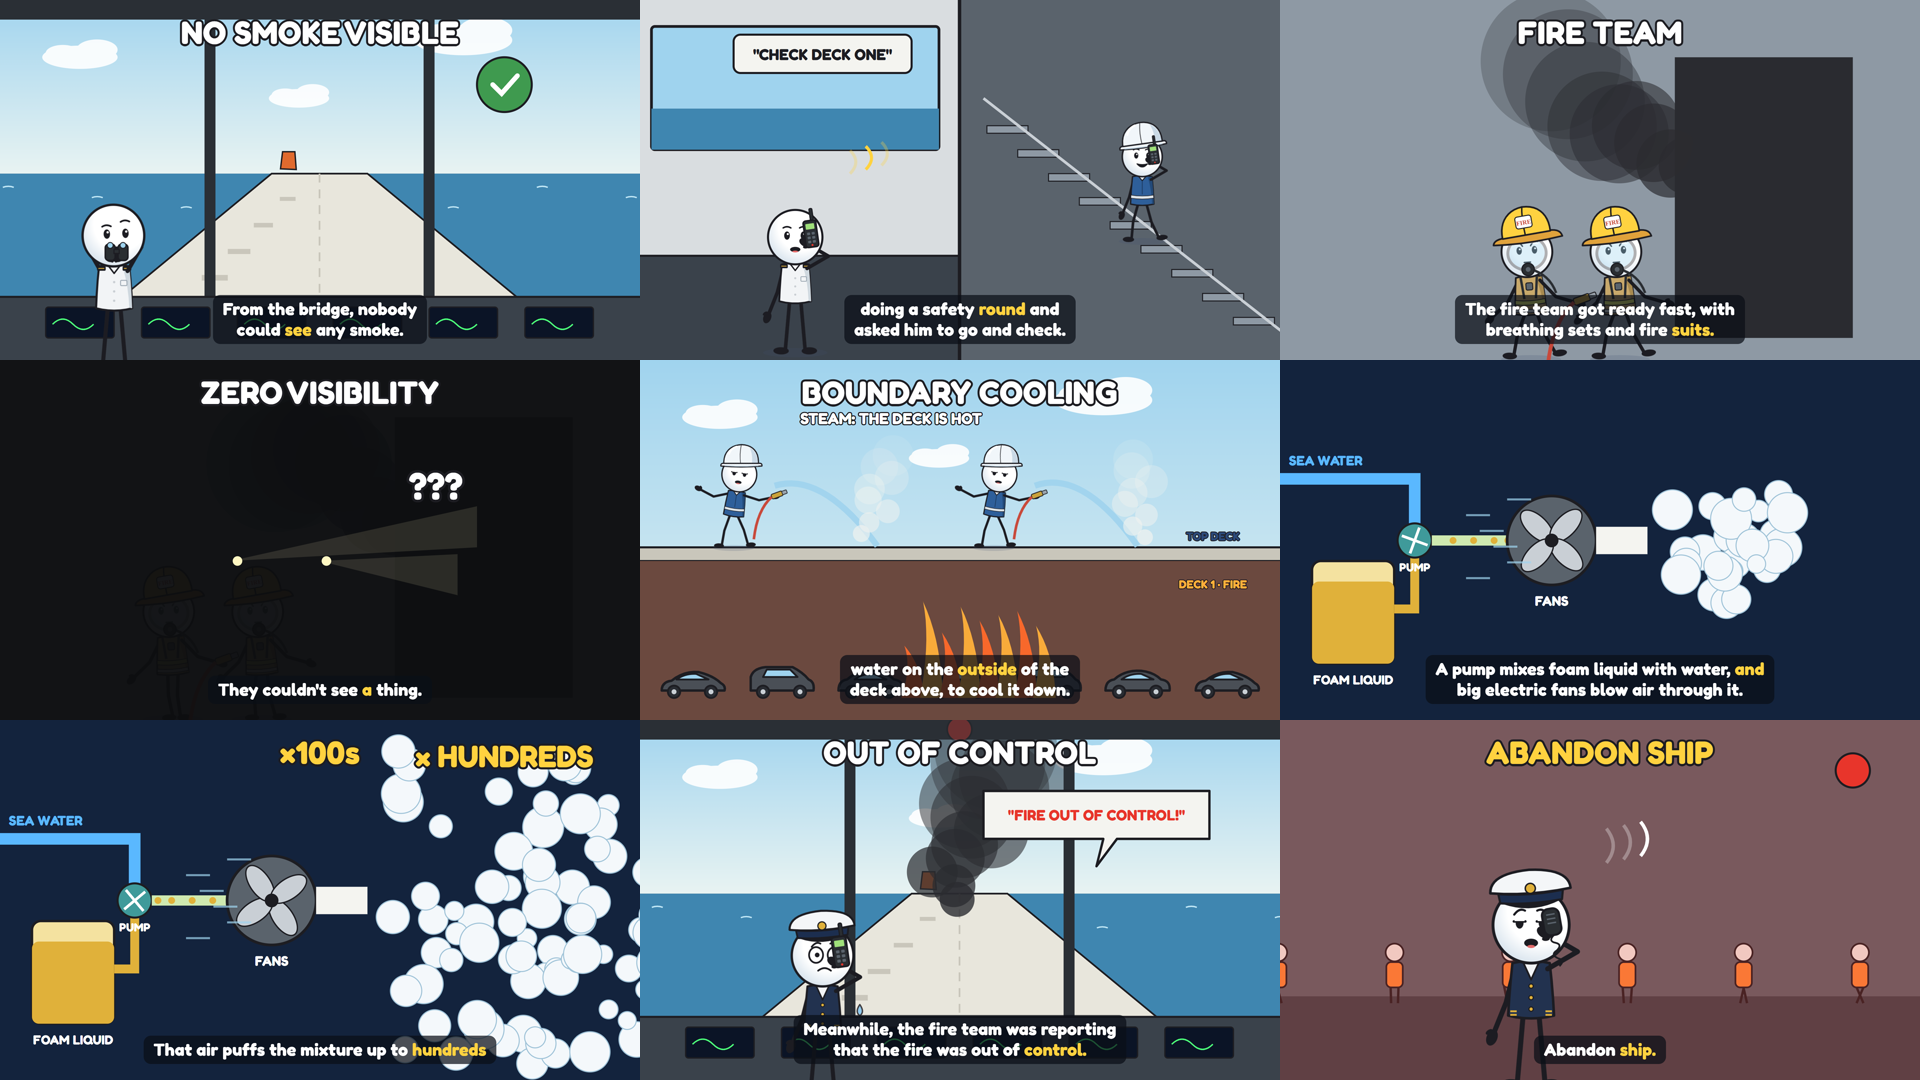 NO SMOKE VISIBLE
From the bridge, nobody
could see any smoke.
"CHECK DECK ONE"
doing a safety round and
asked him to go and check.
FIRE TEAM
FIRE
FIRE
The fire team got ready fast, with
breathing sets and fire suits.
ZERO VISIBILITY
???
They couldn't see a thing.
BOUNDARY COOLING
STEAM: THE DECK IS HOT
TOP DECK
DECK 1 · FIRE
water on the outside of the
deck above, to cool it down.
SEA WATER
PUMP
FANS
FOAM LIQUID
A pump mixes foam liquid with water, and
big electric fans blow air through it.
×100s
× HUNDREDS
SEA WATER
PUMP
FANS
FOAM LIQUID
That air puffs the mixture up to hundreds
OUT OF CONTROL
"FIRE OUT OF CONTROL!"
Meanwhile, the fire team was reporting
that the fire was out of control.
ABANDON SHIP
Abandon ship.